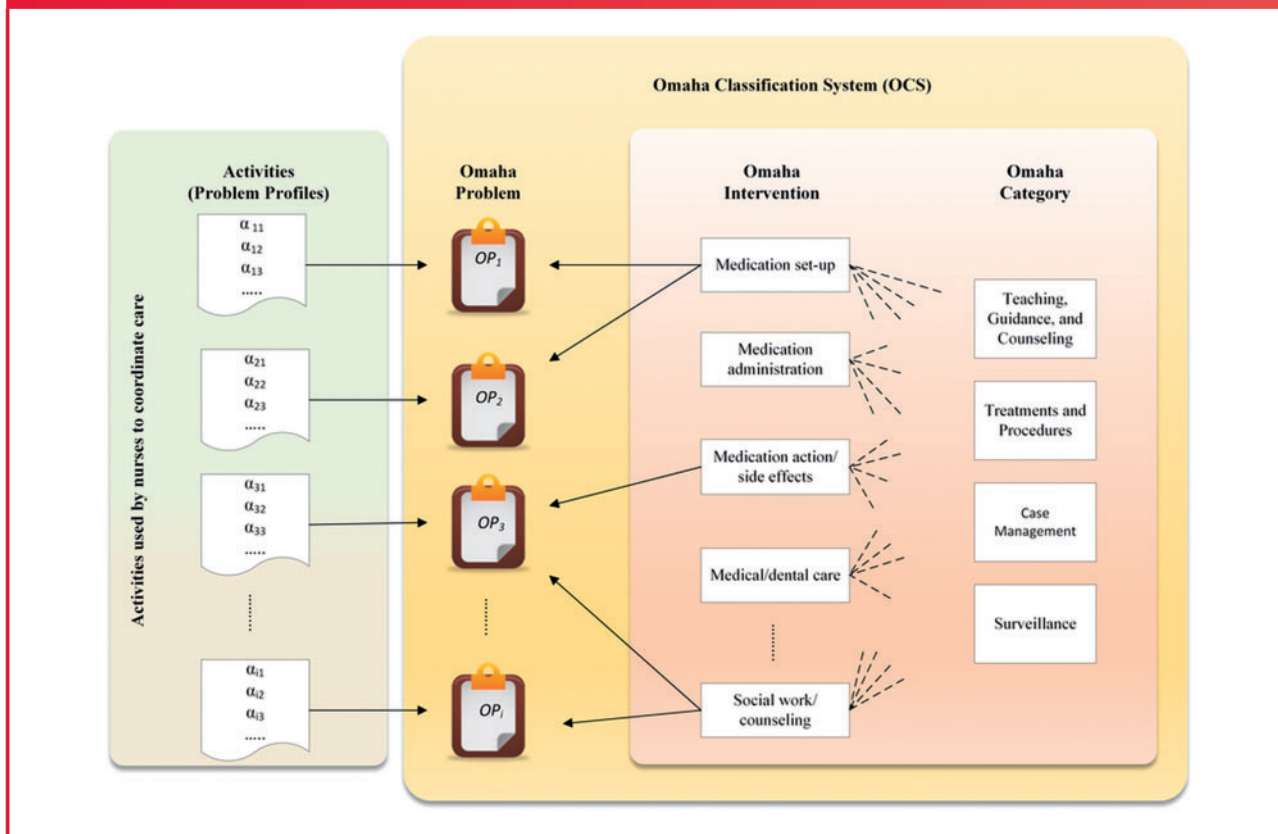 Omaha Classification System (OCS)
Activities
(Problem Profiles)
Omaha
Problem
Omaha
Intervention
Omaha
Category
Activities used by nurses to coordinate care
α 11
α12
α13
.....
α21
α22
α23
.....
α31
α32
α33
.....
αi1
αi2
αi3
.....
OP1
OP2
OP3
OPi
Medication set-up
Medication
administration
Medication action/
side effects
Medical/dental care
Social work/
counseling
Teaching,
Guidance, and
Counseling
Treatments and
Procedures
Case
Management
Surveillance